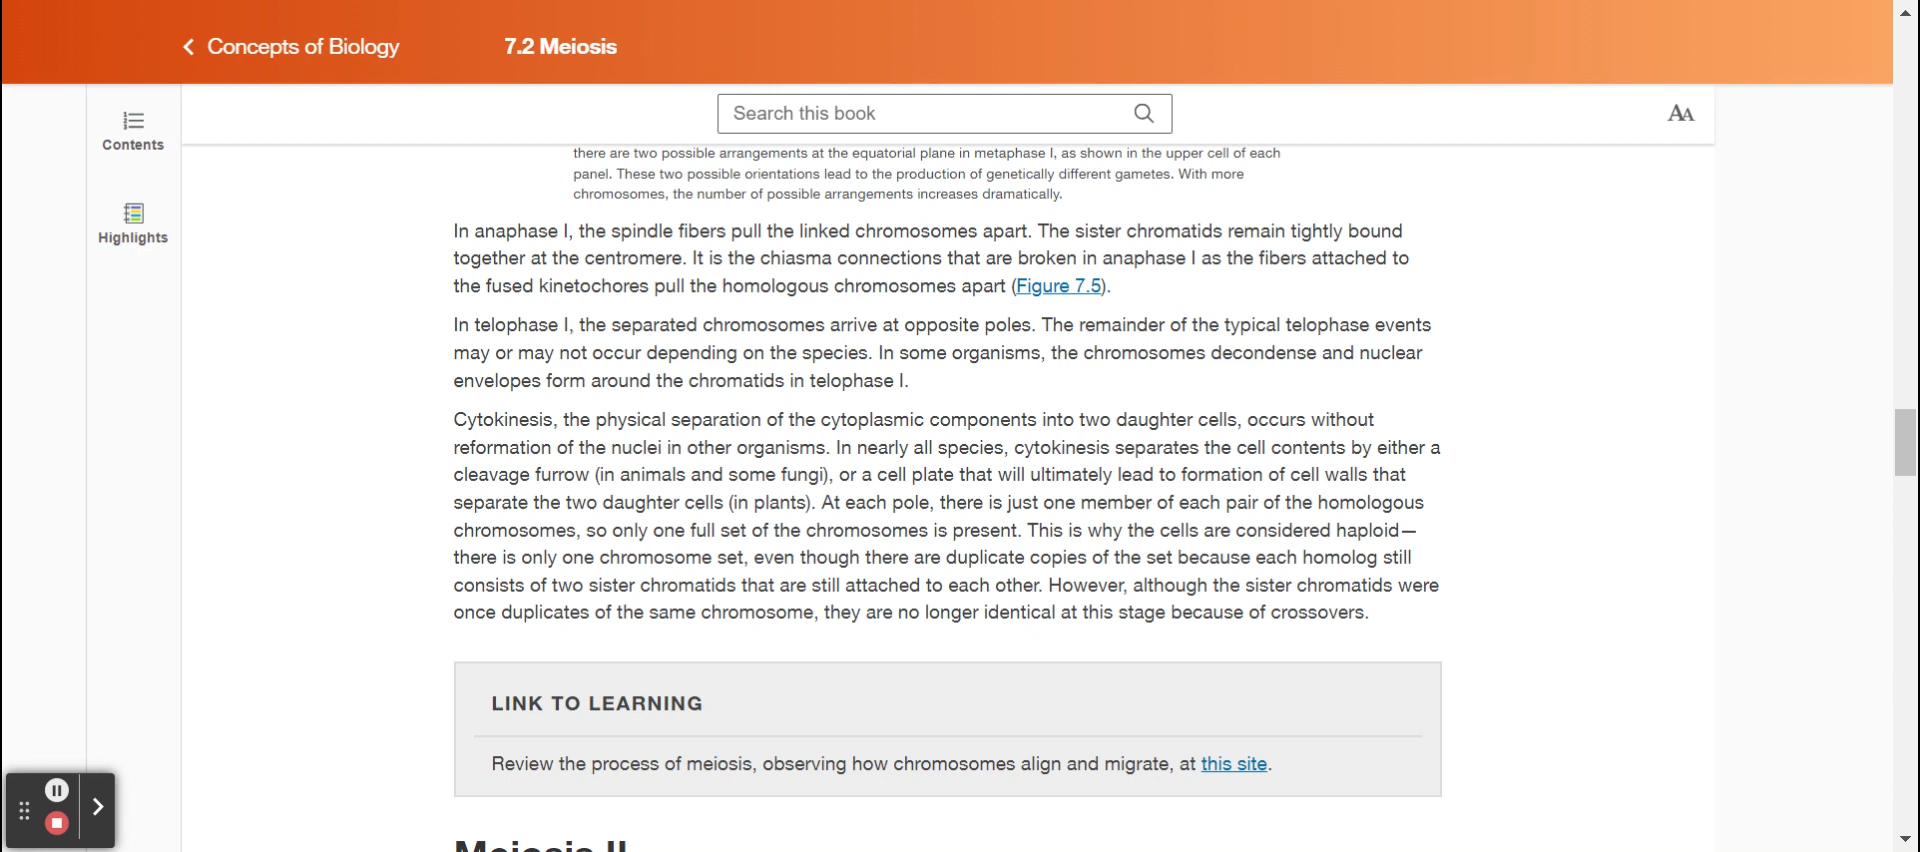 Concepts of Biology
7.2 Meiosis
Contents
Highlights
Search this book
AA
there are two possible arrangements at the equatorial plane in metaphase I, as shown in the upper cell of each
panel. These two possible orientations lead to the production of genetically different gametes. With more
chromosomes, the number of possible arrangements increases dramatically.
In anaphase I, the spindle fibers pull the linked chromosomes apart. The sister chromatids remain tightly bound
together at the centromere. It is the chiasma connections that are broken in anaphase I as the fibers attached to
the fused kinetochores pull the homologous chromosomes apart (Figure 7.5).
In telophase I, the separated chromosomes arrive at opposite poles. The remainder of the typical telophase events
may or may not occur depending on the species. In some organisms, the chromosomes decondense and nuclear
envelopes form around the chromatids in telophase I.
Cytokinesis, the physical separation of the cytoplasmic components into two daughter cells, occurs without
reformation of the nuclei in other organisms. In nearly all species, cytokinesis separates the cell contents by either a
cleavage furrow (in animals and some fungi), or a cell plate that will ultimately lead to formation of cell walls that
separate the two daughter cells (in plants). At each pole, there is just one member of each pair of the homologous
chromosomes, so only one full set of the chromosomes is present. This is why the cells are considered haploid—
there is only one chromosome set, even though there are duplicate copies of the set because each homolog still
consists of two sister chromatids that are still attached to each other. However, although the sister chromatids were
once duplicates of the same chromosome, they are no longer identical at this stage because of crossovers.
LINK TO LEARNING
Review the process of meiosis, observing how chromosomes align and migrate, at this site.
Meiosis II